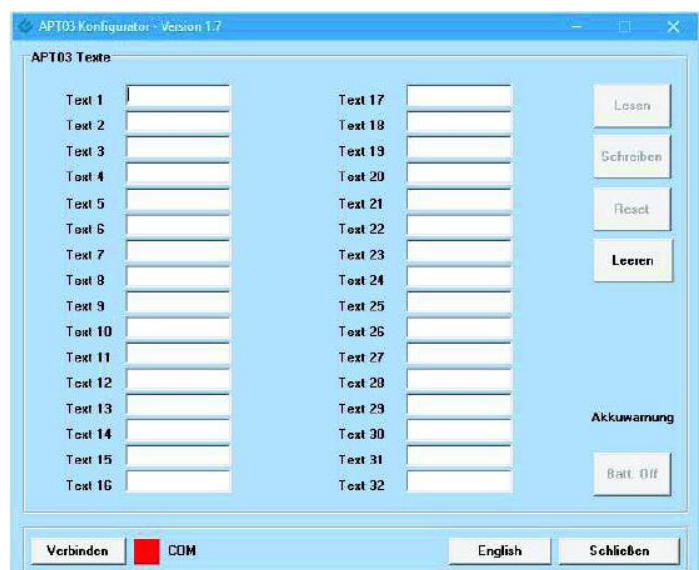 APT03 Konfigurator - Version 1.7
APT03 Texte
Text 1
Text 2
Text 3
Text 4
Text 5
Text 6
Text 7
Text 8
Text 9
Text 10
Text 11
Text 12
Text 13
Text 14
Text 15
Text 16
Text 17
Text 18
Text 19
Text 20
Text 21
Text 22
Text 23
Text 24
Text 25
Text 26
Text 27
Text 28
Text 29
Text 30
Text 31
Text 32
Lesen
Schreiben
Reset
Leeren
Akkuwarnung
Batt. Off
Verbinden COM English Schließen